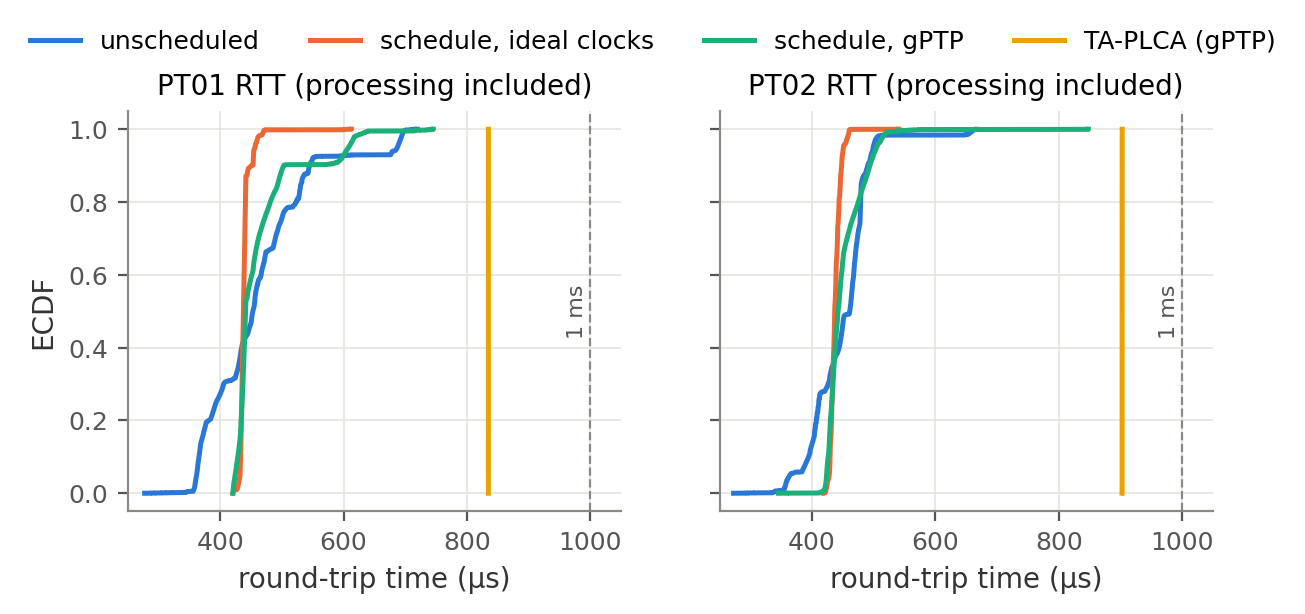 unscheduled schedule, ideal clocks schedule, gPTP TA-PLCA (gPTP)
PT01 RTT (processing included)
PT02 RTT (processing included)
ECDF
1.0
0.8
0.6
0.4
0.2
0.0
1 ms
1 ms
400 600 800 1000
400 600 800 1000
round-trip time (µs)
round-trip time (µs)